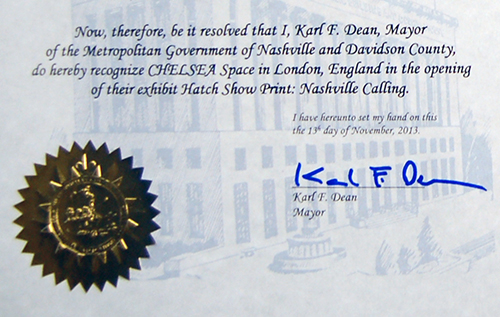 Now, therefore, be it resolved that I, Karl F. Dean, Mayor
of the Metropolitan Government of Nashville and Davidson County,
do hereby recognize CHELSEA Space in London, England in the opening
of their exhibit Hatch Show Print: Nashville Calling.
I have hereunto set my hand on this
the 13th day of November, 2013.
Karl F. Dean
Karl F. Dean
Mayor